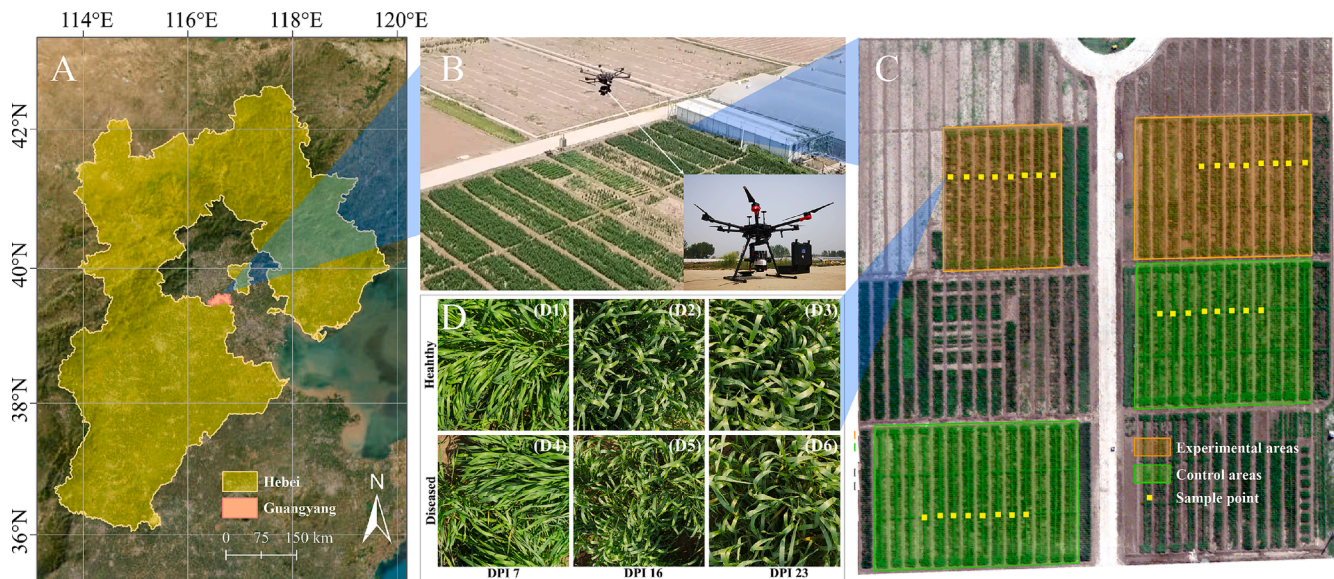 114°E 116°E 118°E 120°E
A
42°N
40°N
38°N
36°N
Hebei
Guangyang
N
0 75 150 km
B
C
Experimental areas
Control areas
Sample point
D
(D1) (D2) (D3)
Heahthy
(D4) (D5) (D6)
Diseased
DPI 7 DPI 16 DPI 23